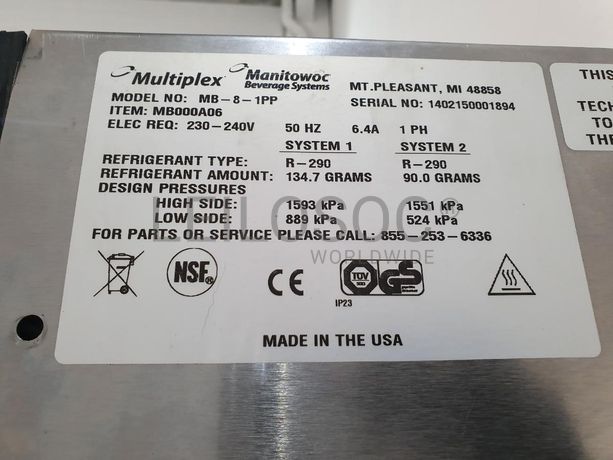 Multiplex® Manitowoc® Beverage Systems MT.PLEASANT, MI 48858
MODEL NO: MB-8-1PP SERIAL NO: 1402150001894
ITEM: MB000A06
ELEC REQ: 230-240V 50 HZ 6.4A 1 PH
SYSTEM 1 SYSTEM 2
REFRIGERANT TYPE: R-290 R-290
REFRIGERANT AMOUNT: 134.7 GRAMS 90.0 GRAMS
DESIGN PRESSURES
HIGH SIDE: 1593 kPa 1551 kPa
LOW SIDE: 889 kPa 524 kPa
LEILOSOC®
WORLDWIDE
FOR PARTS OR SERVICE PLEASE CALL: 855-253-6336
NSF® CE TÜV GS
IP23
MADE IN THE USA
THIS
TECH
TO
THE